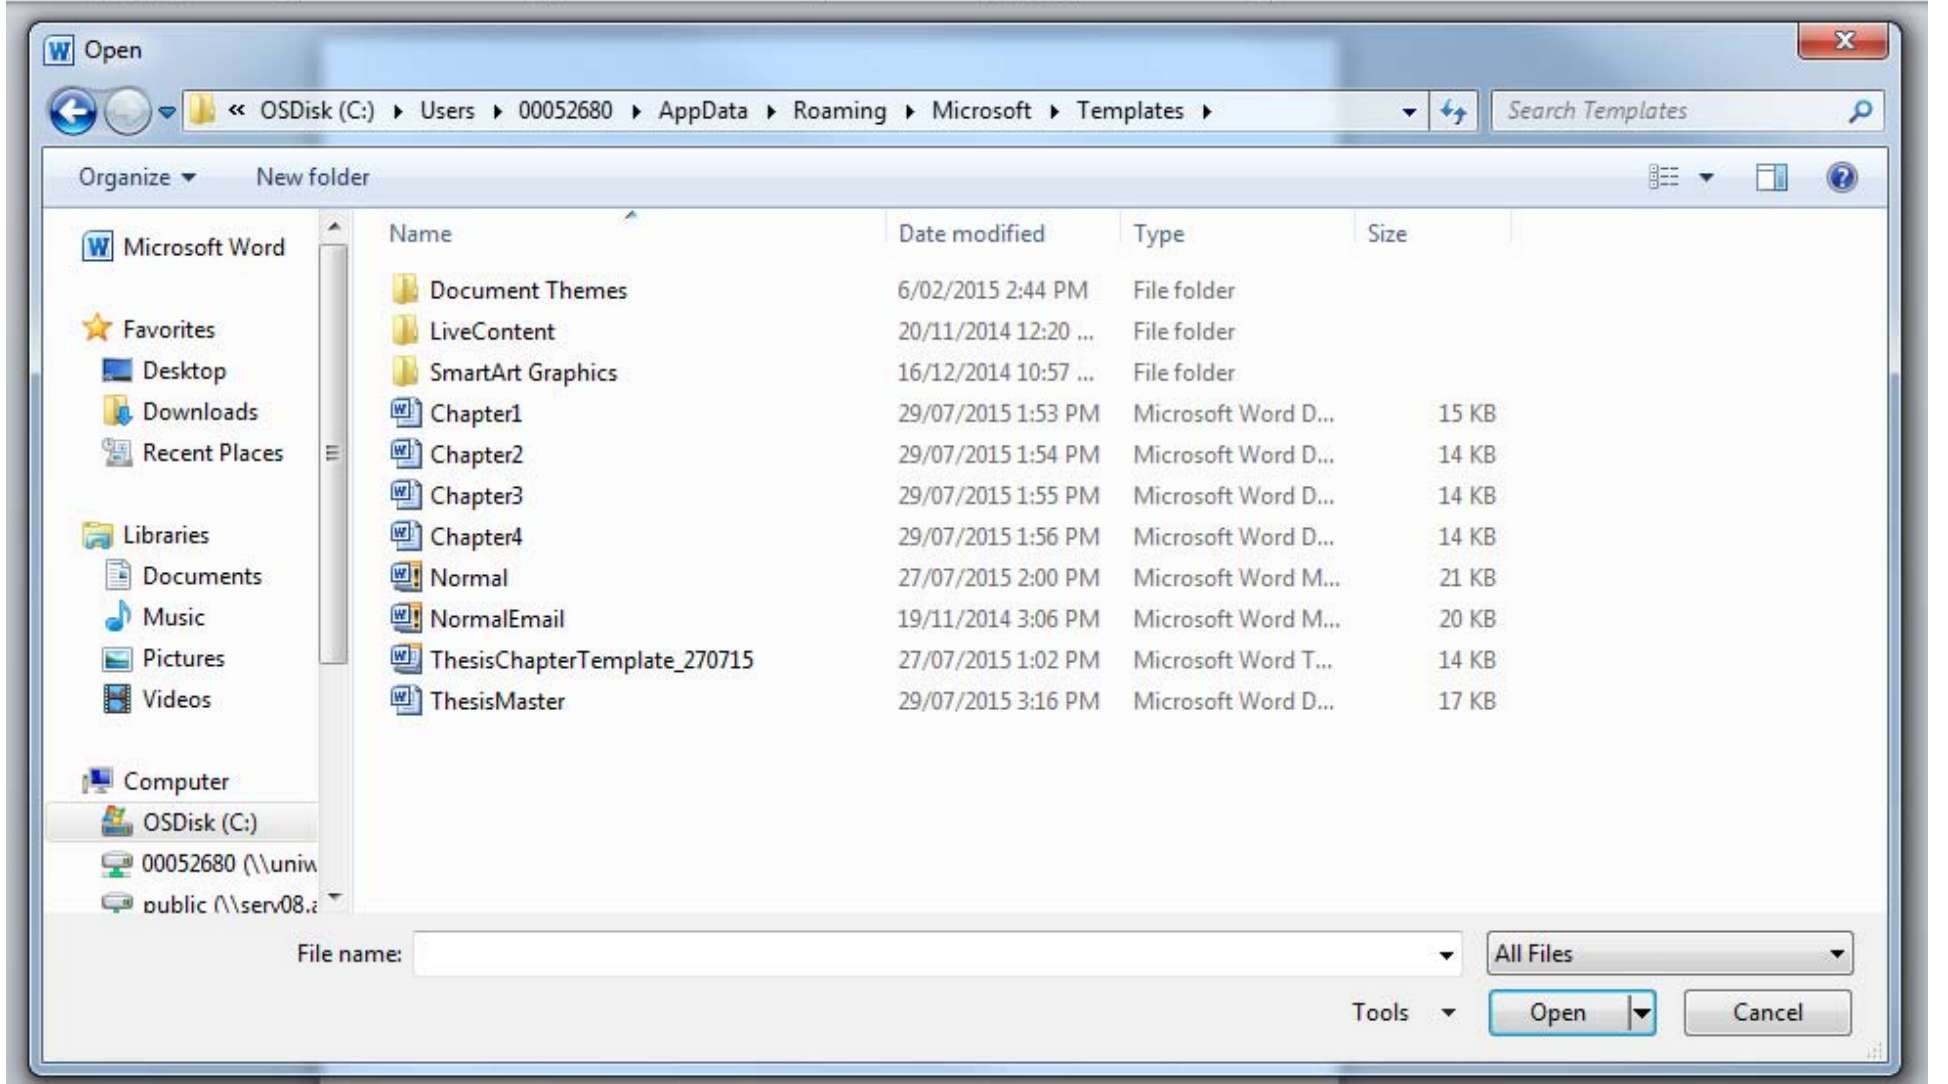 Open
« OSDisk (C:) ▸ Users ▸ 00052680 ▸ AppData ▸ Roaming ▸ Microsoft ▸ Templates ▸ Search Templates
Organize New folder
Name Date modified Type Size
Microsoft Word
Favorites
Desktop
Downloads
Recent Places
Libraries
Documents
Music
Pictures
Videos
Computer
OSDisk (C:)
00052680 (\\uniw
public (\\serv08.a
Document Themes 6/02/2015 2:44 PM File folder
LiveContent 20/11/2014 12:20 ... File folder
SmartArt Graphics 16/12/2014 10:57 ... File folder
Chapter1 29/07/2015 1:53 PM Microsoft Word D... 15 KB
Chapter2 29/07/2015 1:54 PM Microsoft Word D... 14 KB
Chapter3 29/07/2015 1:55 PM Microsoft Word D... 14 KB
Chapter4 29/07/2015 1:56 PM Microsoft Word D... 14 KB
Normal 27/07/2015 2:00 PM Microsoft Word M... 21 KB
NormalEmail 19/11/2014 3:06 PM Microsoft Word M... 20 KB
ThesisChapterTemplate_270715 27/07/2015 1:02 PM Microsoft Word T... 14 KB
ThesisMaster 29/07/2015 3:16 PM Microsoft Word D... 17 KB
File name: All Files
Tools Open Cancel